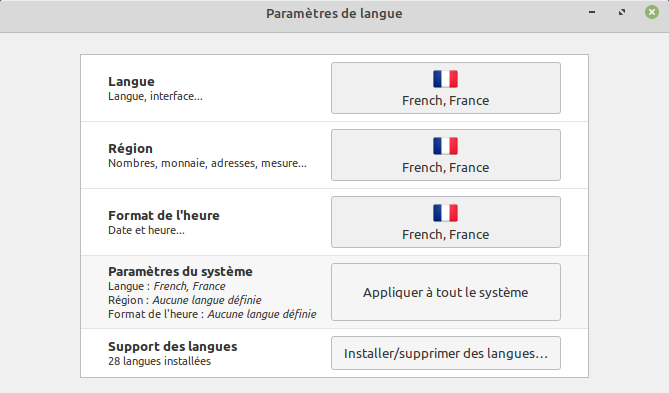 Paramètres de langue
Langue
Langue, interface...
French, France
Région
Nombres, monnaie, adresses, mesure...
French, France
Format de l'heure
Date et heure...
French, France
Paramètres du système
Langue : French, France
Région : Aucune langue définie
Format de l'heure : Aucune langue définie
Appliquer à tout le système
Support des langues
28 langues installées
Installer/supprimer des langues…